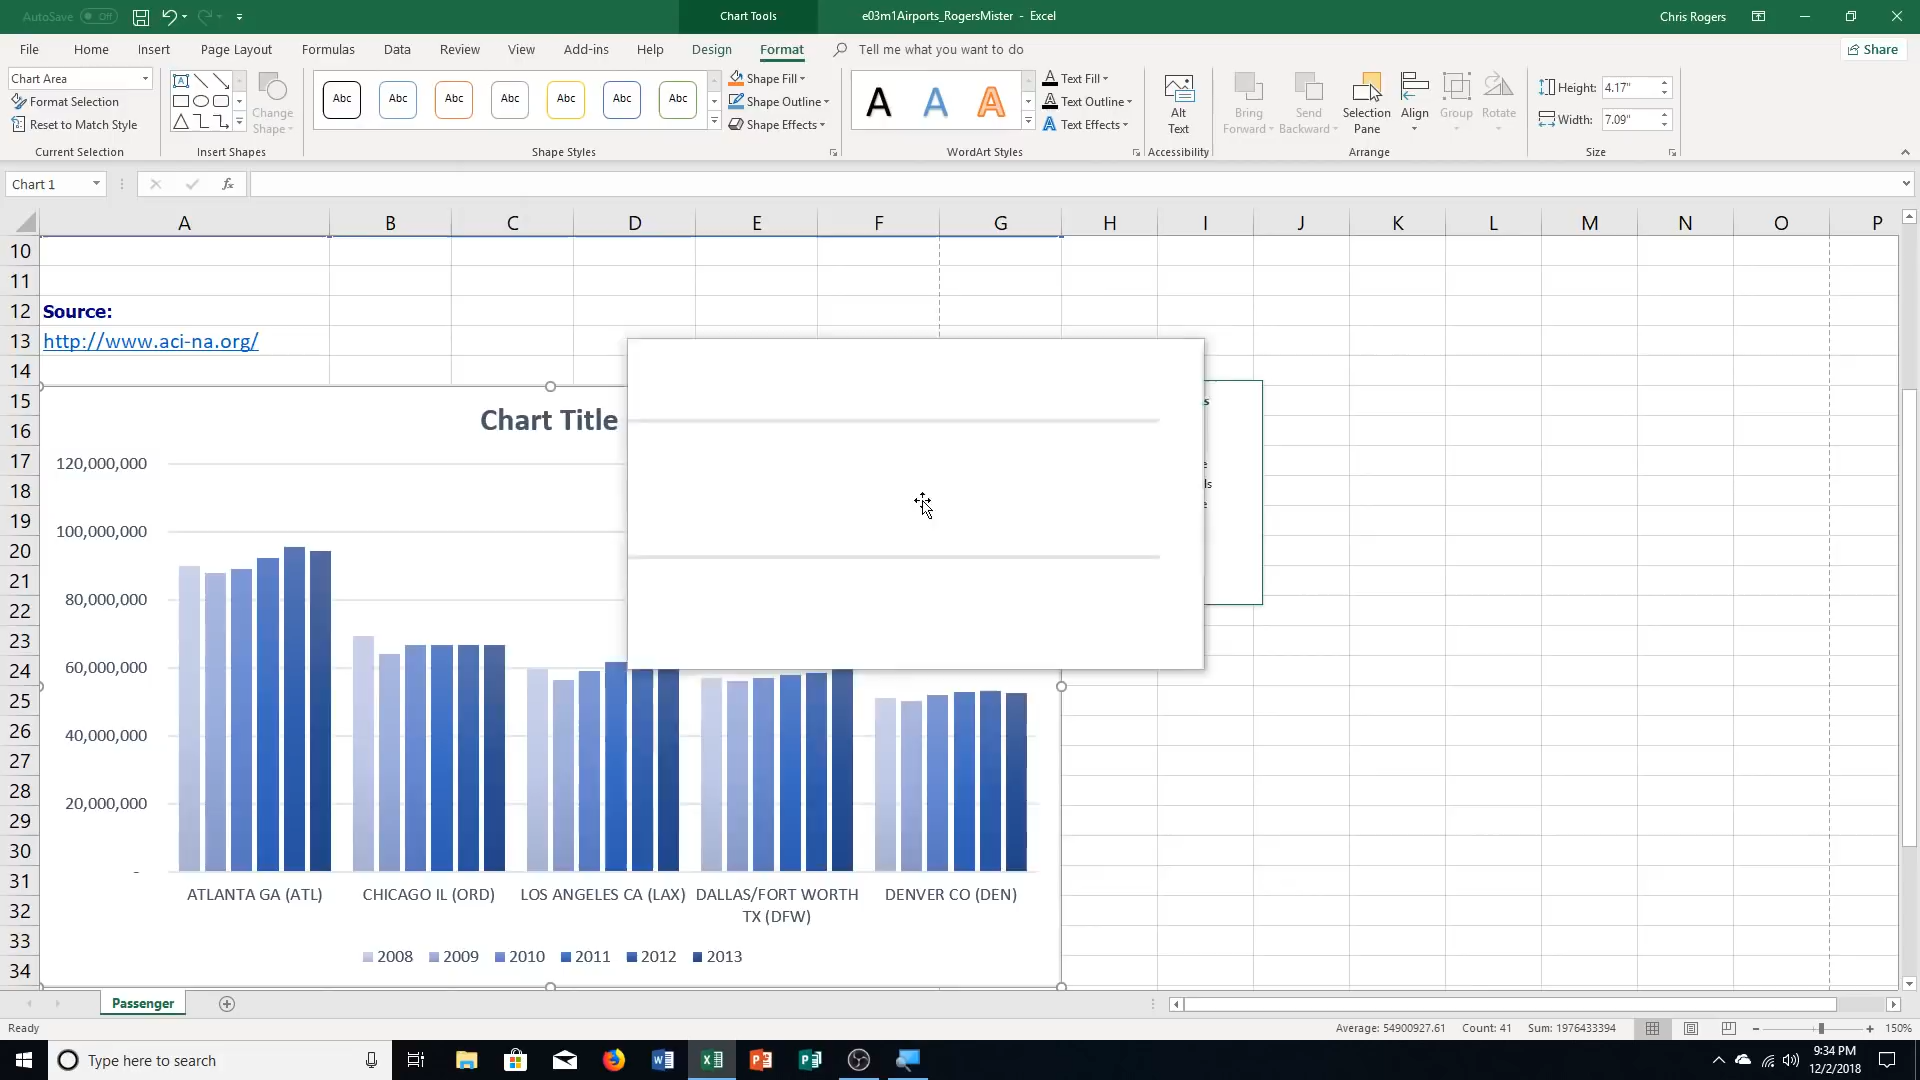 AutoSave Off
Chart Tools
e03m1Airports_RogersMister - Excel
Chris Rogers
File Home Insert Page Layout Formulas Data Review View Add-ins Help Design Format Tell me what you want to do Share
Chart Area
Format Selection
Reset to Match Style
Current Selection
Change Shape
Insert Shapes
Abc Abc Abc Abc Abc Abc Abc
Shape Fill
Shape Outline
Shape Effects
Shape Styles
A A A
Text Fill
Text Outline
Text Effects
WordArt Styles
Alt Text
Accessibility
Bring Forward
Send Backward
Selection Pane
Align
Group
Rotate
Arrange
Height: 4.17"
Width: 7.09"
Size
Chart 1
fx
A B C D E F G H I J K L M N O P
10
11
12 Source:
13 http://www.aci-na.org/
14
15
16
17
18
19
20
21
22
23
24
25
26
27
28
29
30
31
32
33
34
Chart Title
120,000,000
100,000,000
80,000,000
60,000,000
40,000,000
20,000,000
-
ATLANTA GA (ATL) CHICAGO IL (ORD) LOS ANGELES CA (LAX) DALLAS/FORT WORTH TX (DFW) DENVER CO (DEN)
2008 2009 2010 2011 2012 2013
s
e
ls
e
Passenger
Ready
Average: 54900927.61 Count: 41 Sum: 1976433394
150%
Type here to search
9:34 PM
12/2/2018